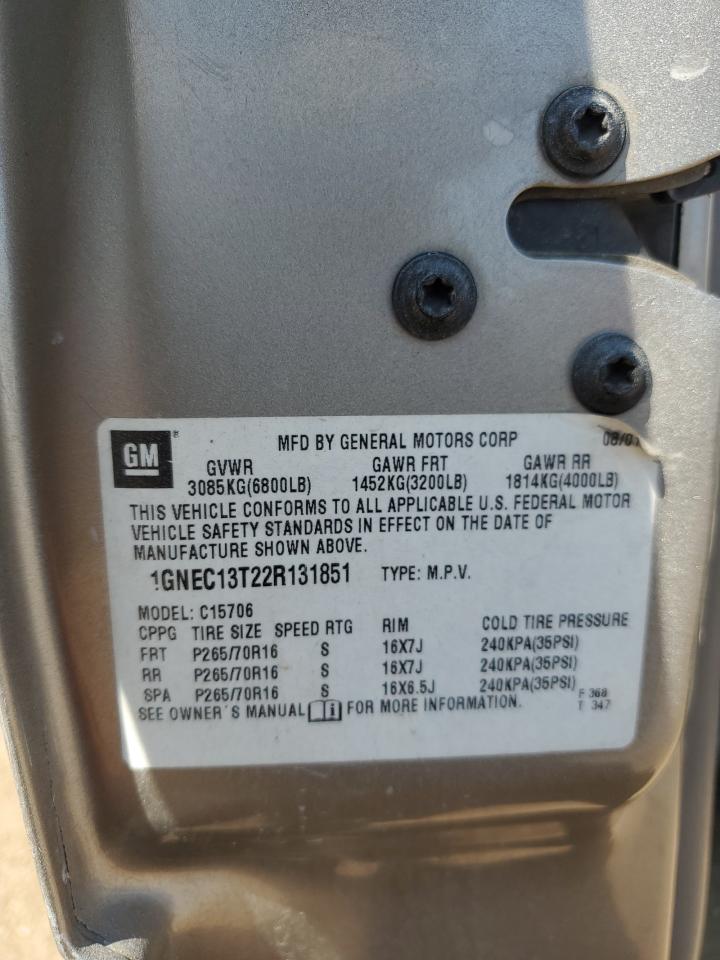 GM ® MFD BY GENERAL MOTORS CORP 08/01
GVWR GAWR FRT GAWR RR
3085KG(6800LB) 1452KG(3200LB) 1814KG(4000LB)
THIS VEHICLE CONFORMS TO ALL APPLICABLE U.S. FEDERAL MOTOR
VEHICLE SAFETY STANDARDS IN EFFECT ON THE DATE OF
MANUFACTURE SHOWN ABOVE.
1GNEC13T22R131851 TYPE: M.P.V.
MODEL: C15706
CPPG TIRE SIZE SPEED RTG RIM COLD TIRE PRESSURE
FRT P265/70R16 S 16X7J 240KPA(35PSI)
RR P265/70R16 S 16X7J 240KPA(35PSI)
SPA P265/70R16 S 16X6.5J 240KPA(35PSI)
SEE OWNER'S MANUAL i FOR MORE INFORMATION.
F 368
T 347